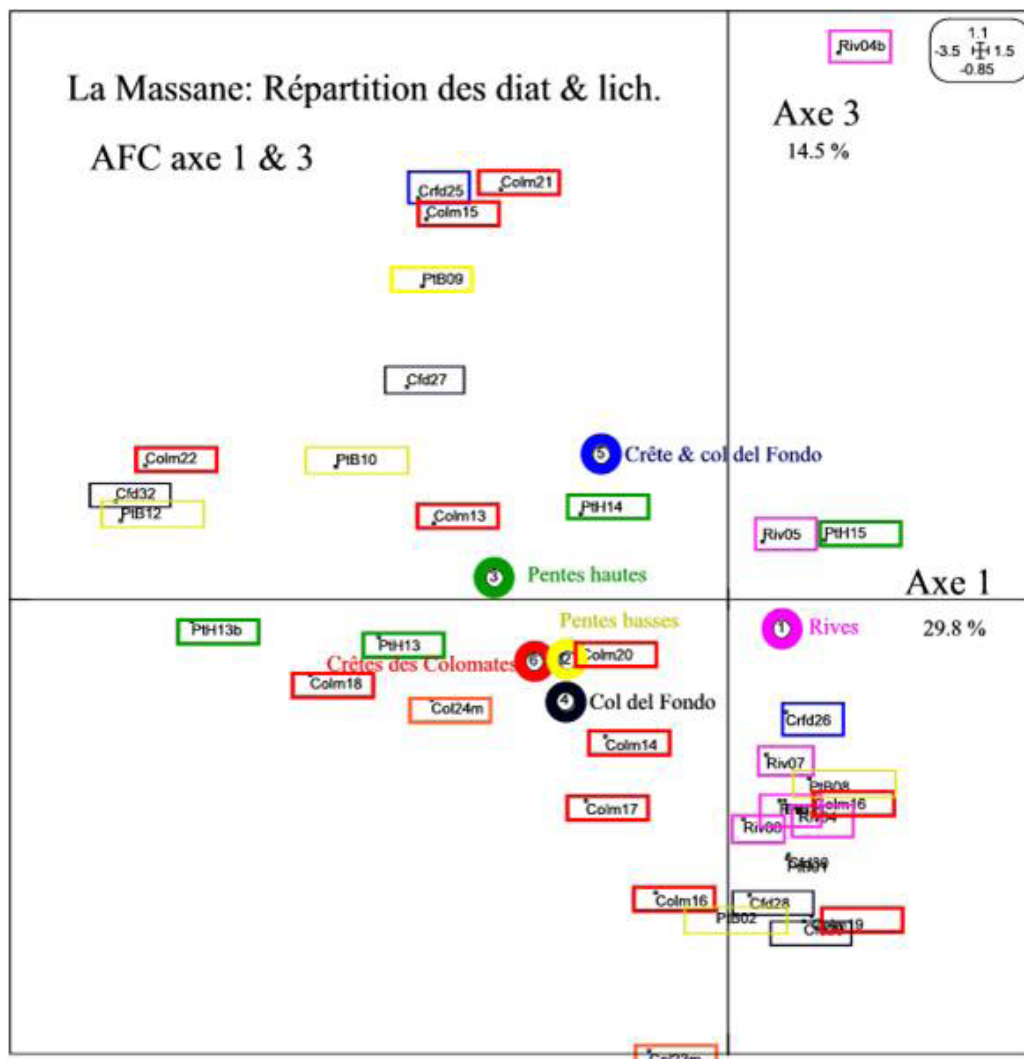 Riv04b
1.1
-3.5 1.5
-0.85
La Massane: Répartition des diat & lich.
Axe 3
14.5 %
AFC axe 1 & 3
Crfd25
Colm21
Colm15
PtB09
Cfd27
Colm22
PtB10
5
Crête & col del Fondo
Cfd32
PtB12
Colm13
PtH14
Riv05
PtH15
3
Pentes hautes
Axe 1
PtH13b
PtH13
Pentes basses
1
Rives
29.8 %
Crêtes des Colomates
6
2
Colm20
Colm18
Col24m
4
Col del Fondo
Crfd26
Colm14
Riv07
PtB08
Colm17
Colm16
Riv04
Colm16
Cfd28
PtB02